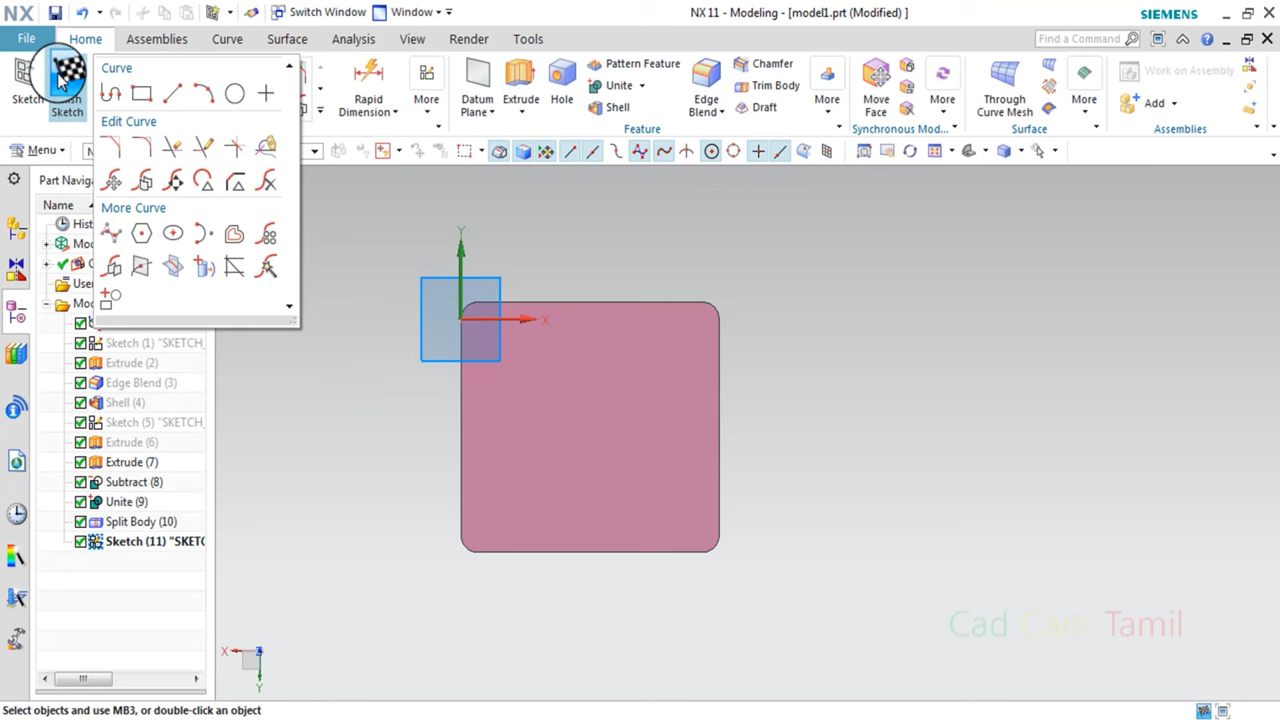 NX
Switch Window
Window
NX 11 - Modeling - [model1.prt (Modified) ]
SIEMENS
File
Home
Assemblies
Curve
Surface
Analysis
View
Render
Tools
Find a Command
Sketch
Sketch
Curve
Edit Curve
More Curve
Rapid
Dimension
More
Datum
Plane
Extrude
Hole
Pattern Feature
Unite
Shell
Edge
Blend
Chamfer
Trim Body
Draft
More
Feature
Move
Face
More
Synchronous Mod...
Through
Curve Mesh
More
Surface
Work on Assembly
Add
Assemblies
Menu
Part Naviga
Name
Hist
Mod
User
Mod
Sketch (1) "SKETCH_
Extrude (2)
Edge Blend (3)
Shell (4)
Sketch (5) "SKETCH_
Extrude (6)
Extrude (7)
Subtract (8)
Unite (9)
Split Body (10)
Sketch (11) "SKETC
Y
X
X
Z
Y
Cad Cam Tamil
Select objects and use MB3, or double-click an object